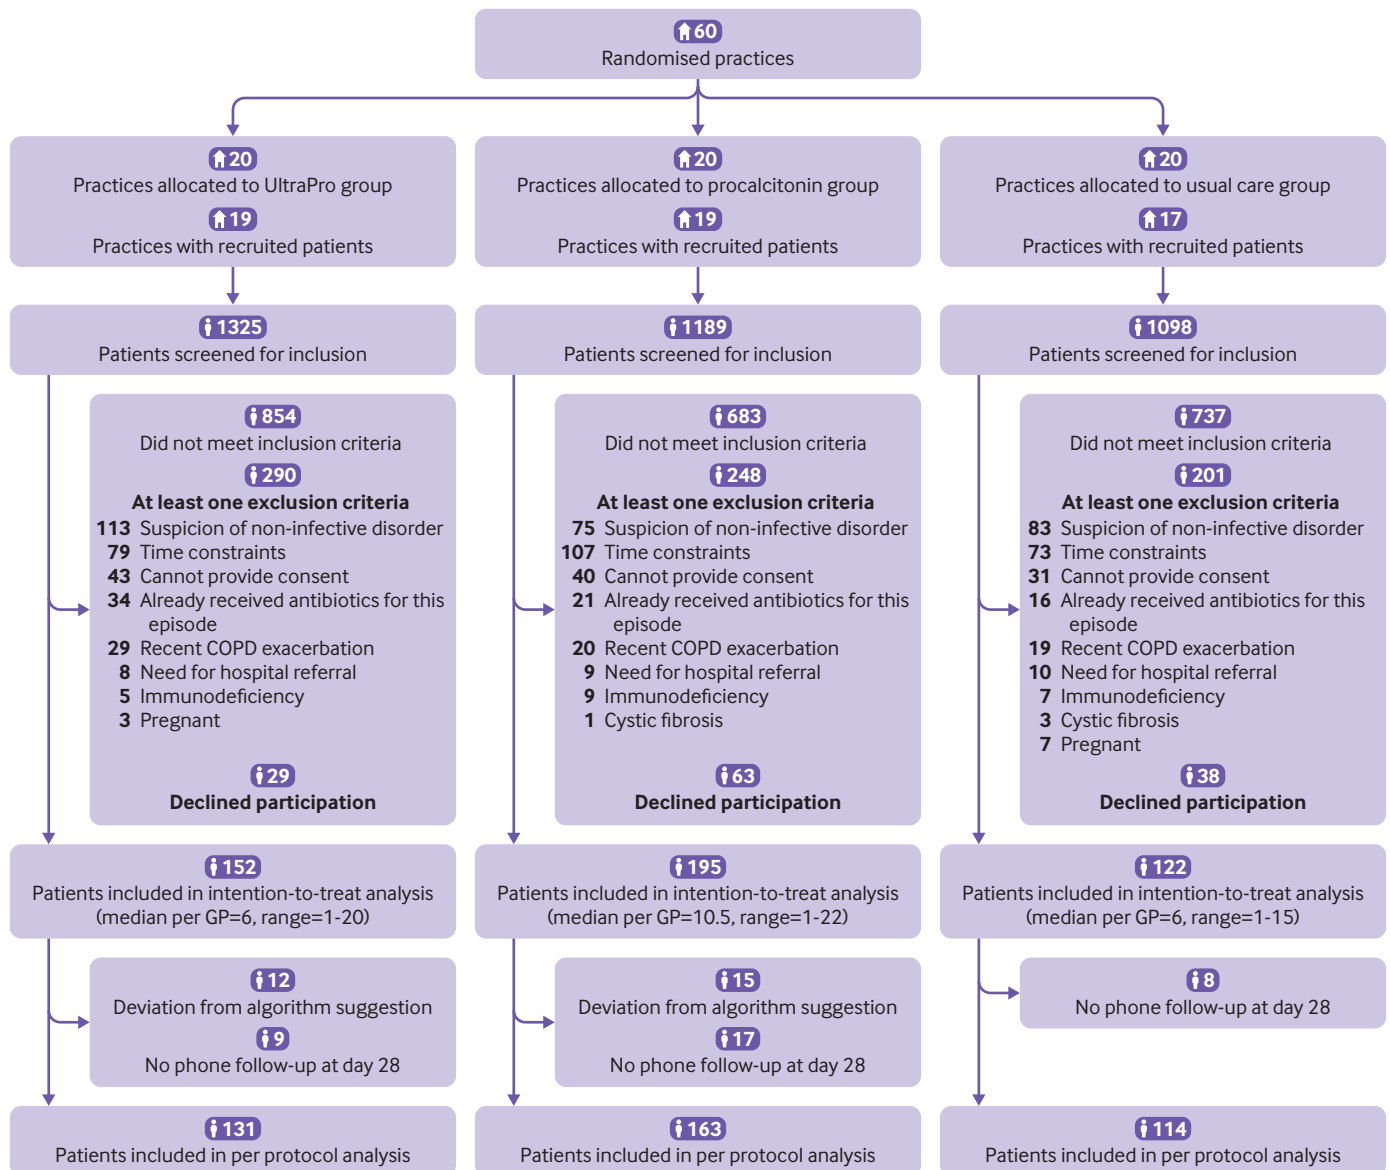 60
Randomised practices
20
Practices allocated to UltraPro group
19
Practices with recruited patients
20
Practices allocated to procalcitonin group
19
Practices with recruited patients
20
Practices allocated to usual care group
17
Practices with recruited patients
1325
Patients screened for inclusion
1189
Patients screened for inclusion
1098
Patients screened for inclusion
854
Did not meet inclusion criteria
290
At least one exclusion criteria
113 Suspicion of non-infective disorder
79 Time constraints
43 Cannot provide consent
34 Already received antibiotics for this
episode
29 Recent COPD exacerbation
8 Need for hospital referral
5 Immunodeficiency
3 Pregnant
29
Declined participation
683
Did not meet inclusion criteria
248
At least one exclusion criteria
75 Suspicion of non-infective disorder
107 Time constraints
40 Cannot provide consent
21 Already received antibiotics for this
episode
20 Recent COPD exacerbation
9 Need for hospital referral
9 Immunodeficiency
1 Cystic fibrosis
63
Declined participation
737
Did not meet inclusion criteria
201
At least one exclusion criteria
83 Suspicion of non-infective disorder
73 Time constraints
31 Cannot provide consent
16 Already received antibiotics for this
episode
19 Recent COPD exacerbation
10 Need for hospital referral
7 Immunodeficiency
3 Cystic fibrosis
7 Pregnant
38
Declined participation
152
Patients included in intention-to-treat analysis
(median per GP=6, range=1-20)
195
Patients included in intention-to-treat analysis
(median per GP=10.5, range=1-22)
122
Patients included in intention-to-treat analysis
(median per GP=6, range=1-15)
12
Deviation from algorithm suggestion
9
No phone follow-up at day 28
15
Deviation from algorithm suggestion
17
No phone follow-up at day 28
8
No phone follow-up at day 28
131
Patients included in per protocol analysis
163
Patients included in per protocol analysis
114
Patients included in per protocol analysis